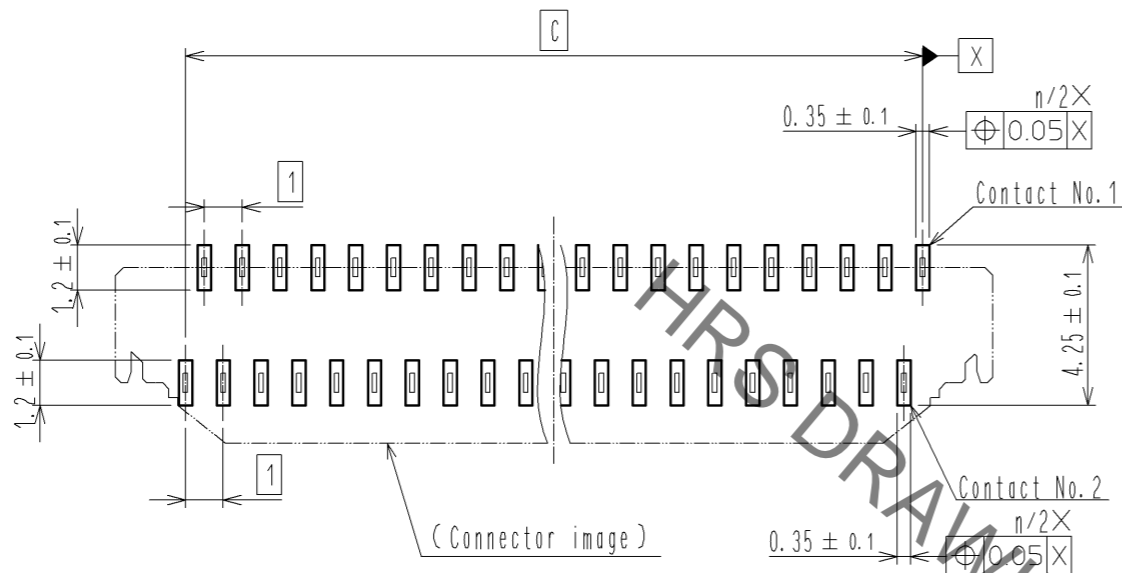 C
X
n/2X
0.35 ± 0.1
⌖ 0.05 X
1
Contact No.1
1.2 ± 0.1
4.25 ± 0.1
1.2 ± 0.1
1
HRS DRAW
Contact No.2
(Connector image)
n/2X
0.35 ± 0.1
⌖ 0.05 X